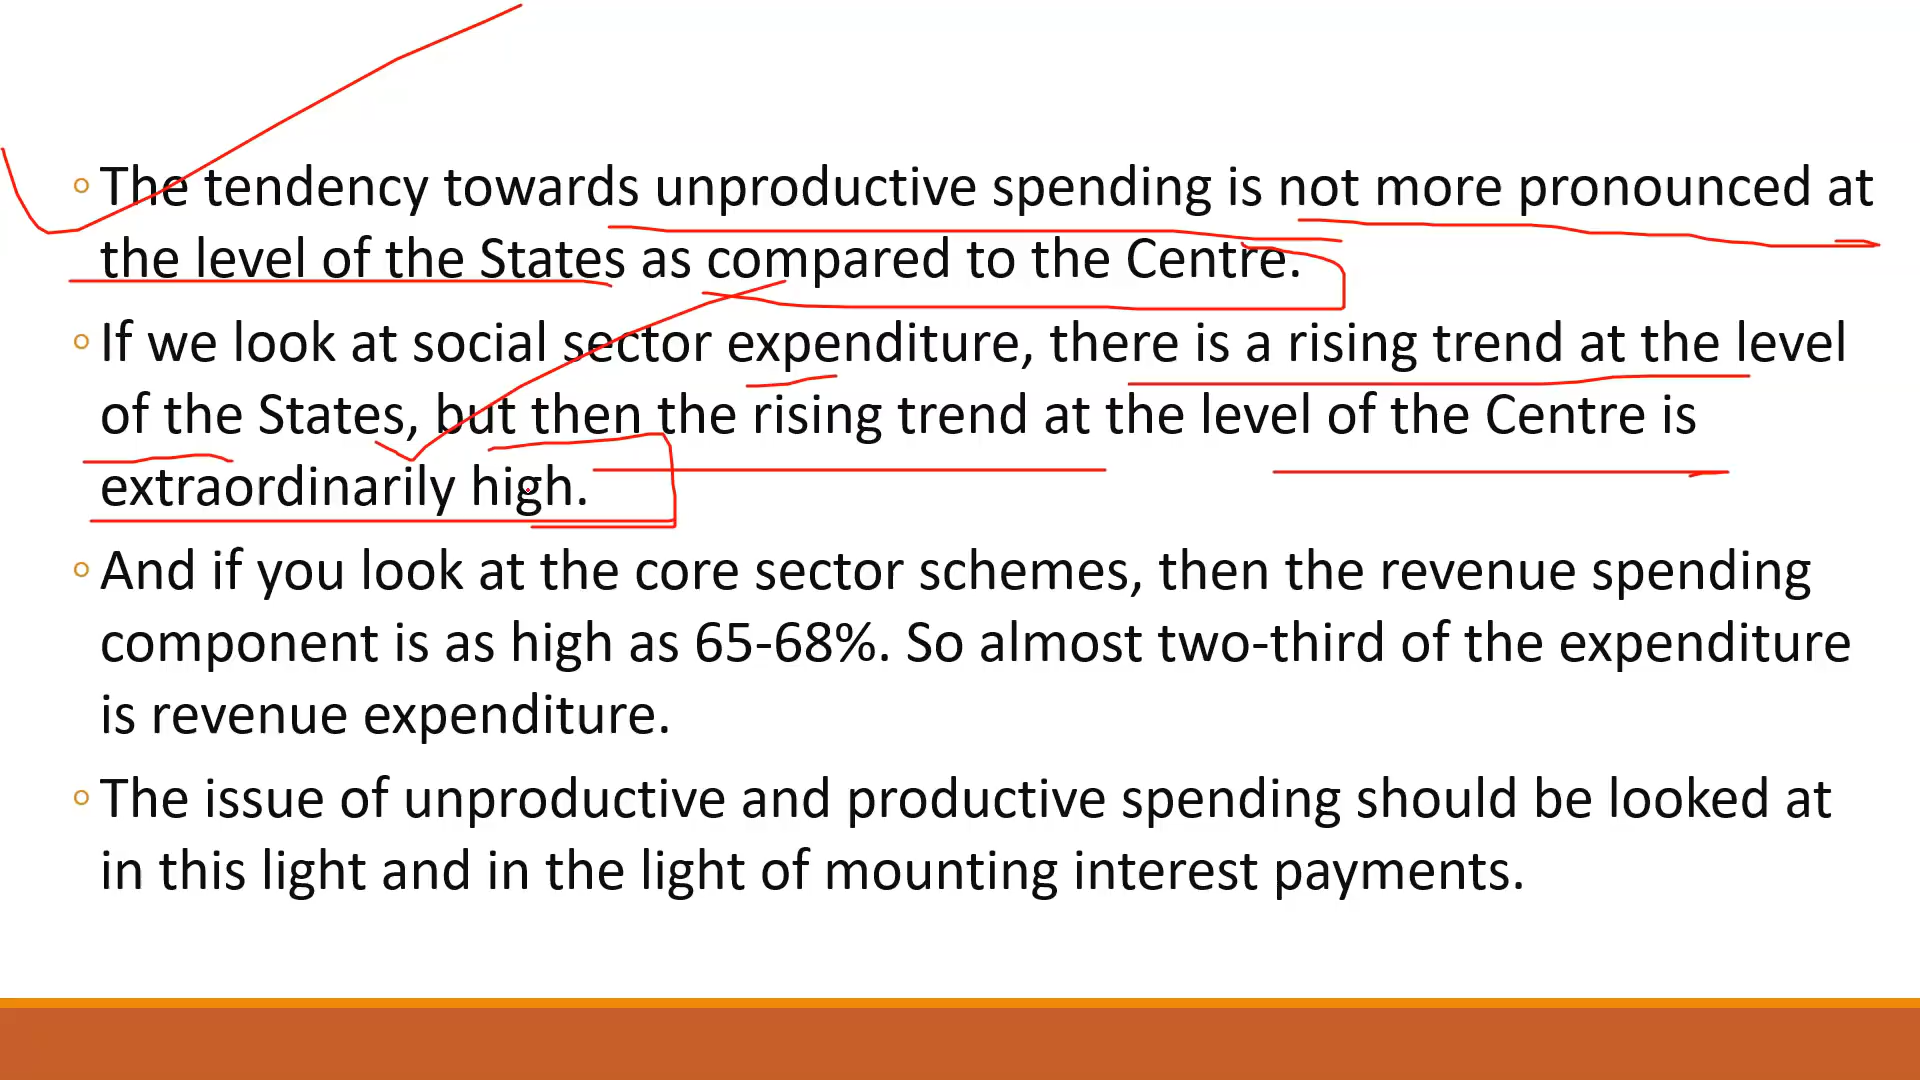 ◦ The tendency towards unproductive spending is not more pronounced at
the level of the States as compared to the Centre.
◦ If we look at social sector expenditure, there is a rising trend at the level
of the States, but then the rising trend at the level of the Centre is
extraordinarily high.
◦ And if you look at the core sector schemes, then the revenue spending
component is as high as 65-68%. So almost two-third of the expenditure
is revenue expenditure.
◦ The issue of unproductive and productive spending should be looked at
in this light and in the light of mounting interest payments.